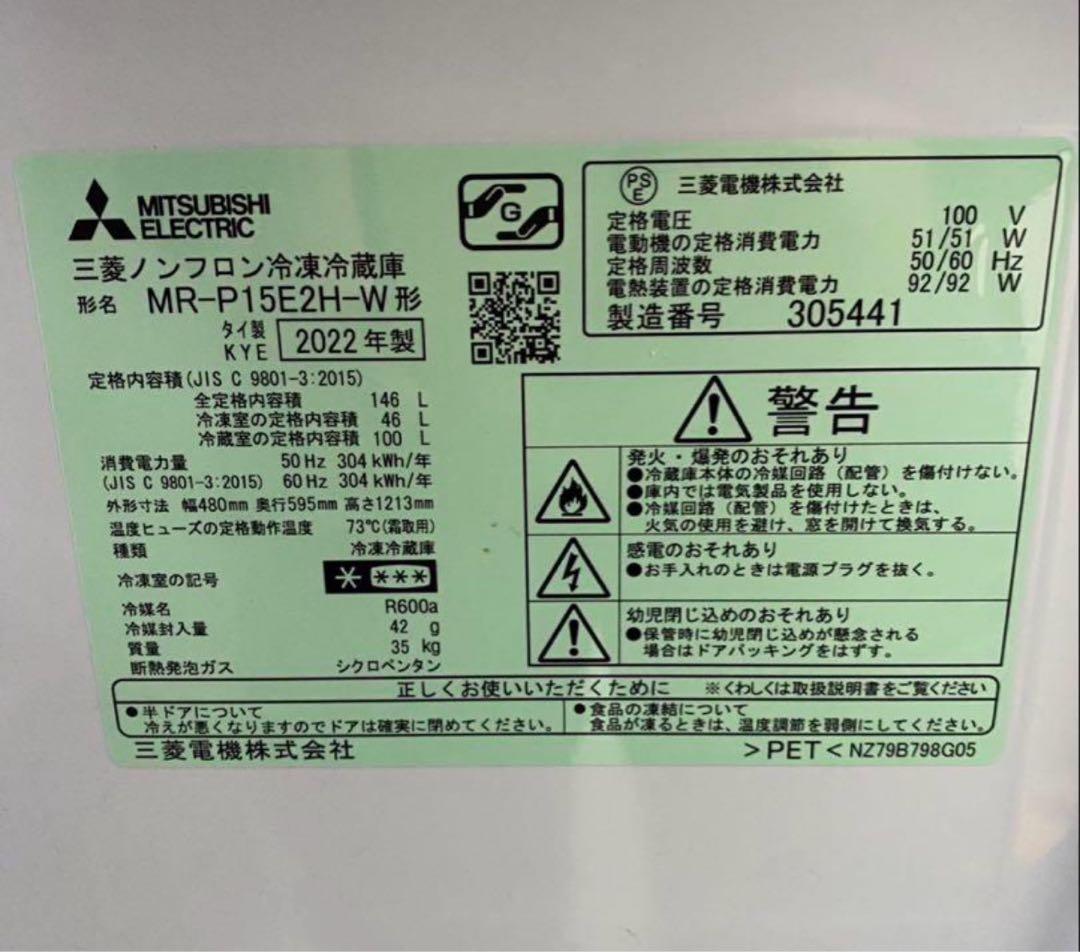 MITSUBISHI
ELECTRIC
三菱ノンフロン冷凍冷蔵庫
形名 MR-P15E2H-W形
タイ製
KYE 2022年製
定格内容積(JIS C 9801-3:2015)
全定格内容積 146 L
冷凍室の定格内容積 46 L
冷蔵室の定格内容積 100 L
消費電力量 50Hz 304kWh/年
(JIS C 9801-3:2015) 60Hz 304kWh/年
外形寸法 幅480mm 奥行595mm 高さ1213mm
温度ヒューズの定格動作温度 73℃(霜取用)
種類 冷凍冷蔵庫
冷凍室の記号 * ***
冷媒名 R600a
冷媒封入量 42 g
質量 35 kg
断熱発泡ガス シクロペンタン
G
PS
E
三菱電機株式会社
定格電圧 100 V
電動機の定格消費電力 51/51 W
定格周波数 50/60 Hz
電熱装置の定格消費電力 92/92 W
製造番号 305441
警告
発火・爆発のおそれあり
●冷蔵庫本体の冷媒回路(配管)を傷付けない。
●庫内では電気製品を使用しない。
●冷媒回路(配管)を傷付けたときは、
火気の使用を避け、窓を開けて換気する。
感電のおそれあり
●お手入れのときは電源プラグを抜く。
幼児閉じ込めのおそれあり
●保管時に幼児閉じ込めが懸念される
場合はドアパッキングをはずす。
正しくお使いいただくために ※くわしくは取扱説明書をご覧ください
●半ドアについて
冷えが悪くなりますのでドアは確実に閉めてください。
●食品の凍結について
食品が凍るときは、温度調節を弱側にしてください。
三菱電機株式会社
>PET< NZ79B798G05